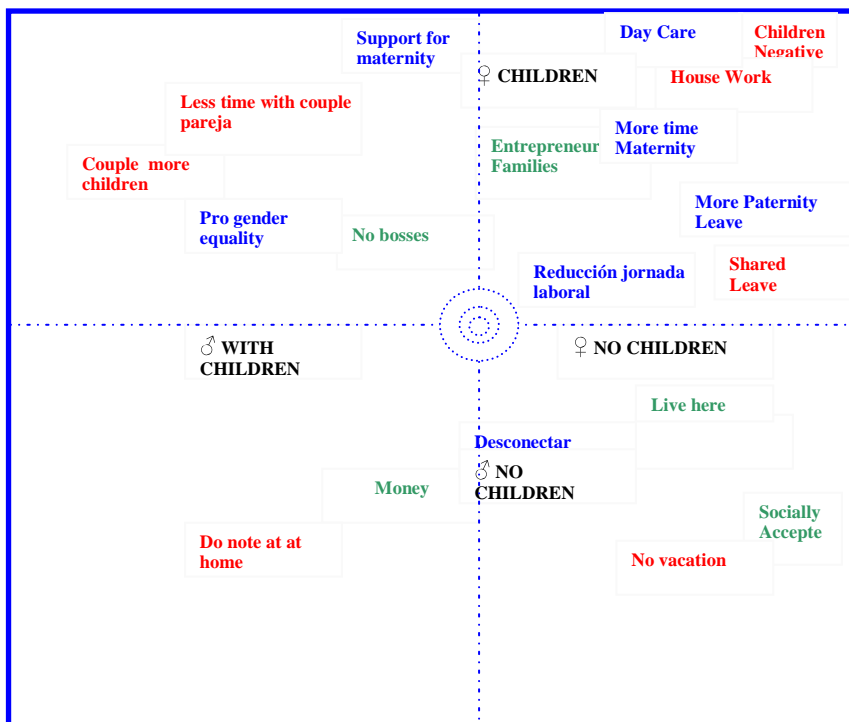 Support for
maternity
Day Care
Children
Negative
♀ CHILDREN
House Work
Less time with couple
pareja
Entrepreneur
Families
More time
Maternity
Couple more
children
Pro gender
equality
No bosses
More Paternity
Leave
Reducción jornada
laboral
Shared
Leave
♂ WITH
CHILDREN
♀ NO CHILDREN
Live here
Desconectar
♂ NO
CHILDREN
Money
Socially
Accepte
Do note at at
home
No vacation